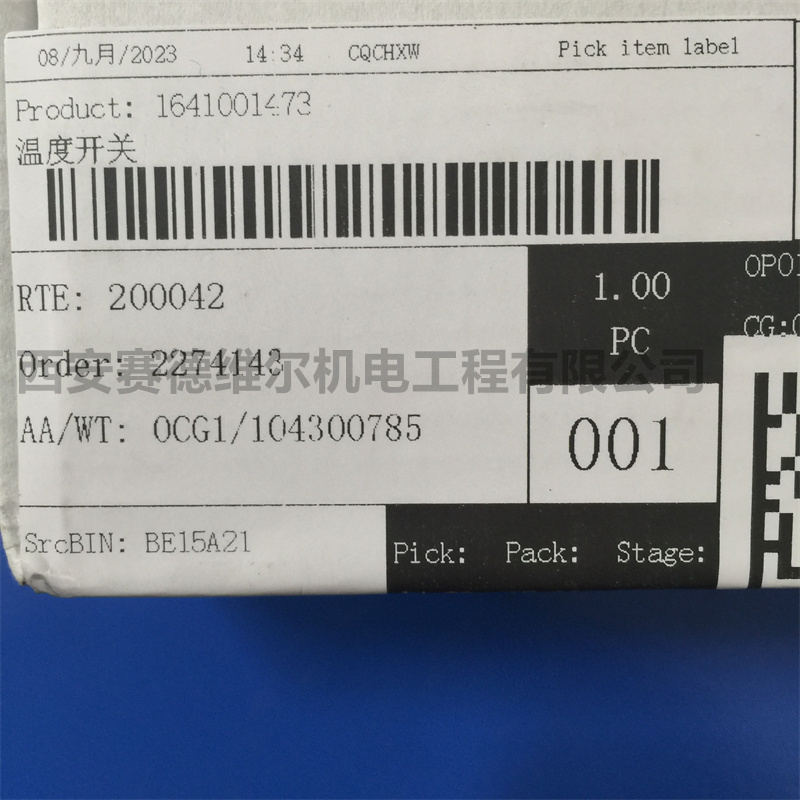 08/九月/2023 14:34 CQCHXW Pick item label
Product: 1641001473
温度开关
RTE: 200042
1.00
PC
OP01
CG:
Order: 2274143
西安赛德维尔机电工程有限公司
AA/WT: OCG1/104300785
001
SrcBIN: BE15A21
Pick: Pack: Stage: